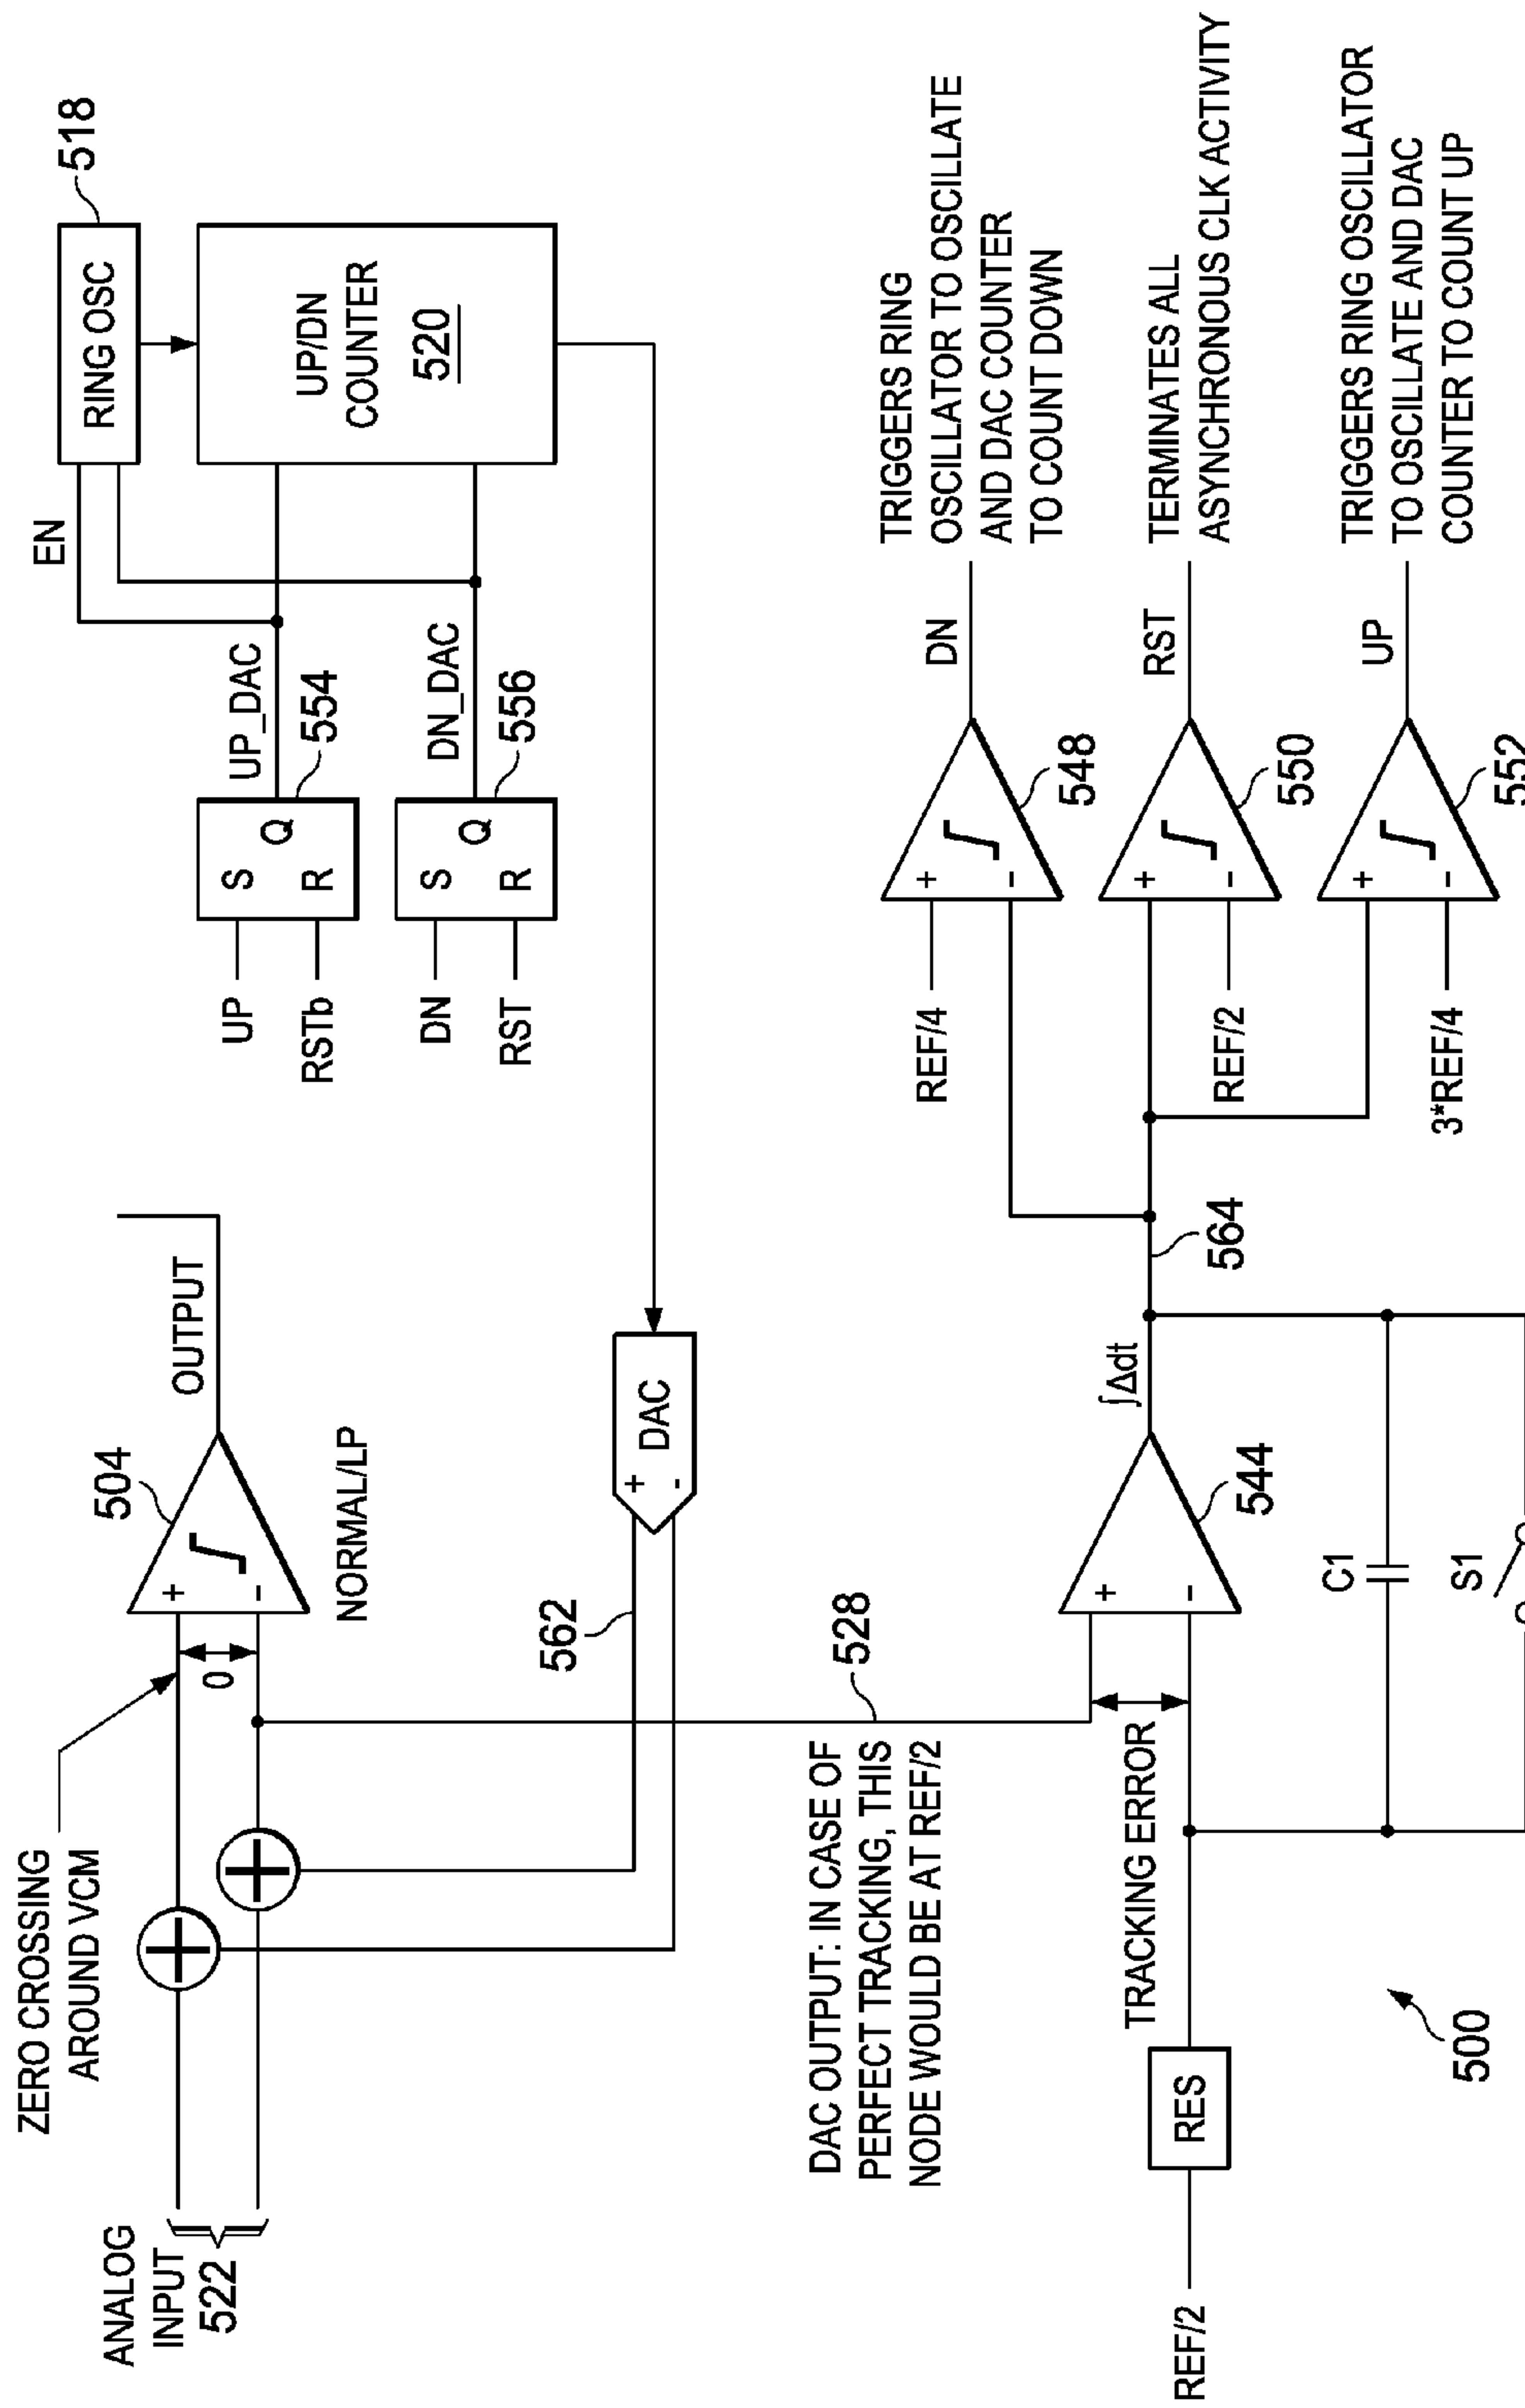 ZERO CROSSING
AROUND VCM
ANALOG
INPUT
522
+
-
0
504
OUTPUT
NORMAL/LP
562
+
-
DAC
UP
RSTb
S
R
Q
UP_DAC
554
DN
RST
S
R
Q
DN_DAC
556
EN
RING OSC
518
UP/DN
COUNTER
520
528
DAC OUTPUT: IN CASE OF
PERFECT TRACKING, THIS
NODE WOULD BE AT REF/2
TRACKING ERROR
REF/2
RES
+
-
544
∫Δdt
564
C1
S1
500
REF/4
+
-
548
DN
TRIGGERS RING
OSCILLATOR TO OSCILLATE
AND DAC COUNTER
TO COUNT DOWN
REF/2
+
-
550
RST
TERMINATES ALL
ASYNCHRONOUS CLK ACTIVITY
3*REF/4
+
-
552
UP
TRIGGERS RING OSCILLATOR
TO OSCILLATE AND DAC
COUNTER TO COUNT UP